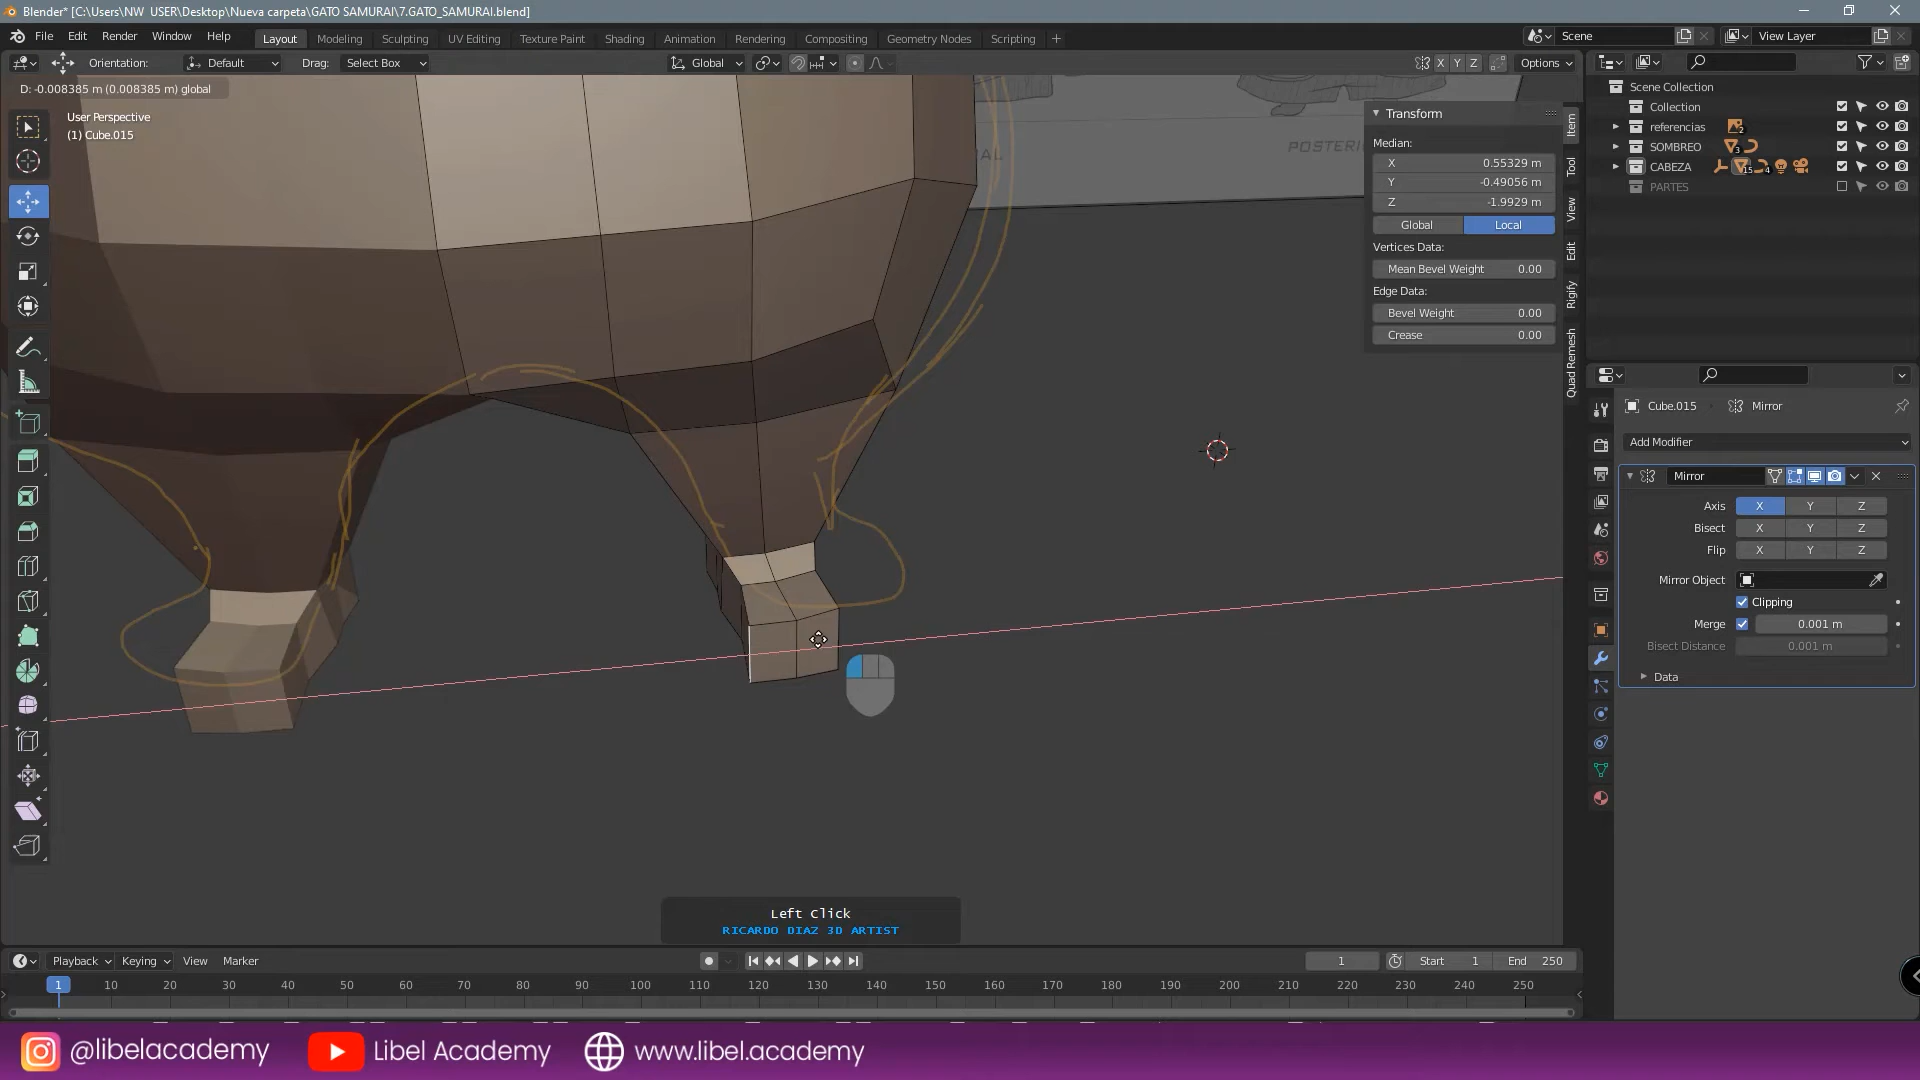 Blender* [C:\Users\NW_USER\Desktop\Nueva carpeta\GATO SAMURAI\7.GATO_SAMURAI.blend]
File Edit Render Window Help
Layout Modeling Sculpting UV Editing Texture Paint Shading Animation Rendering Compositing Geometry Nodes Scripting +
Scene
View Layer
Orientation: Default Drag: Select Box
Global
X Y Z
Options
D: -0.008385 m (0.008385 m) global
User Perspective
(1) Cube.015
Transform
Median:
X 0.55329 m
Y -0.49056 m
Z -1.9929 m
Global Local
Vertices Data:
Mean Bevel Weight 0.00
Edge Data:
Bevel Weight 0.00
Crease 0.00
Item
Tool
View
Edit
Rigify
Quad Remesh
Scene Collection
Collection
referencias 2
SOMBREO 3
CABEZA 15 4
PARTES
Cube.015 Mirror
Add Modifier
Mirror
Axis X Y Z
Bisect X Y Z
Flip X Y Z
Mirror Object
Clipping
Merge 0.001 m
Bisect Distance 0.001 m
Data
Left Click
RICARDO DIAZ 3D ARTIST
Playback Keying View Marker
1 Start 1 End 250
1 10 20 30 40 50 60 70 80 90 100 110 120 130 140 150 160 170 180 190 200 210 220 230 240 250
@libelacademy Libel Academy www.libel.academy